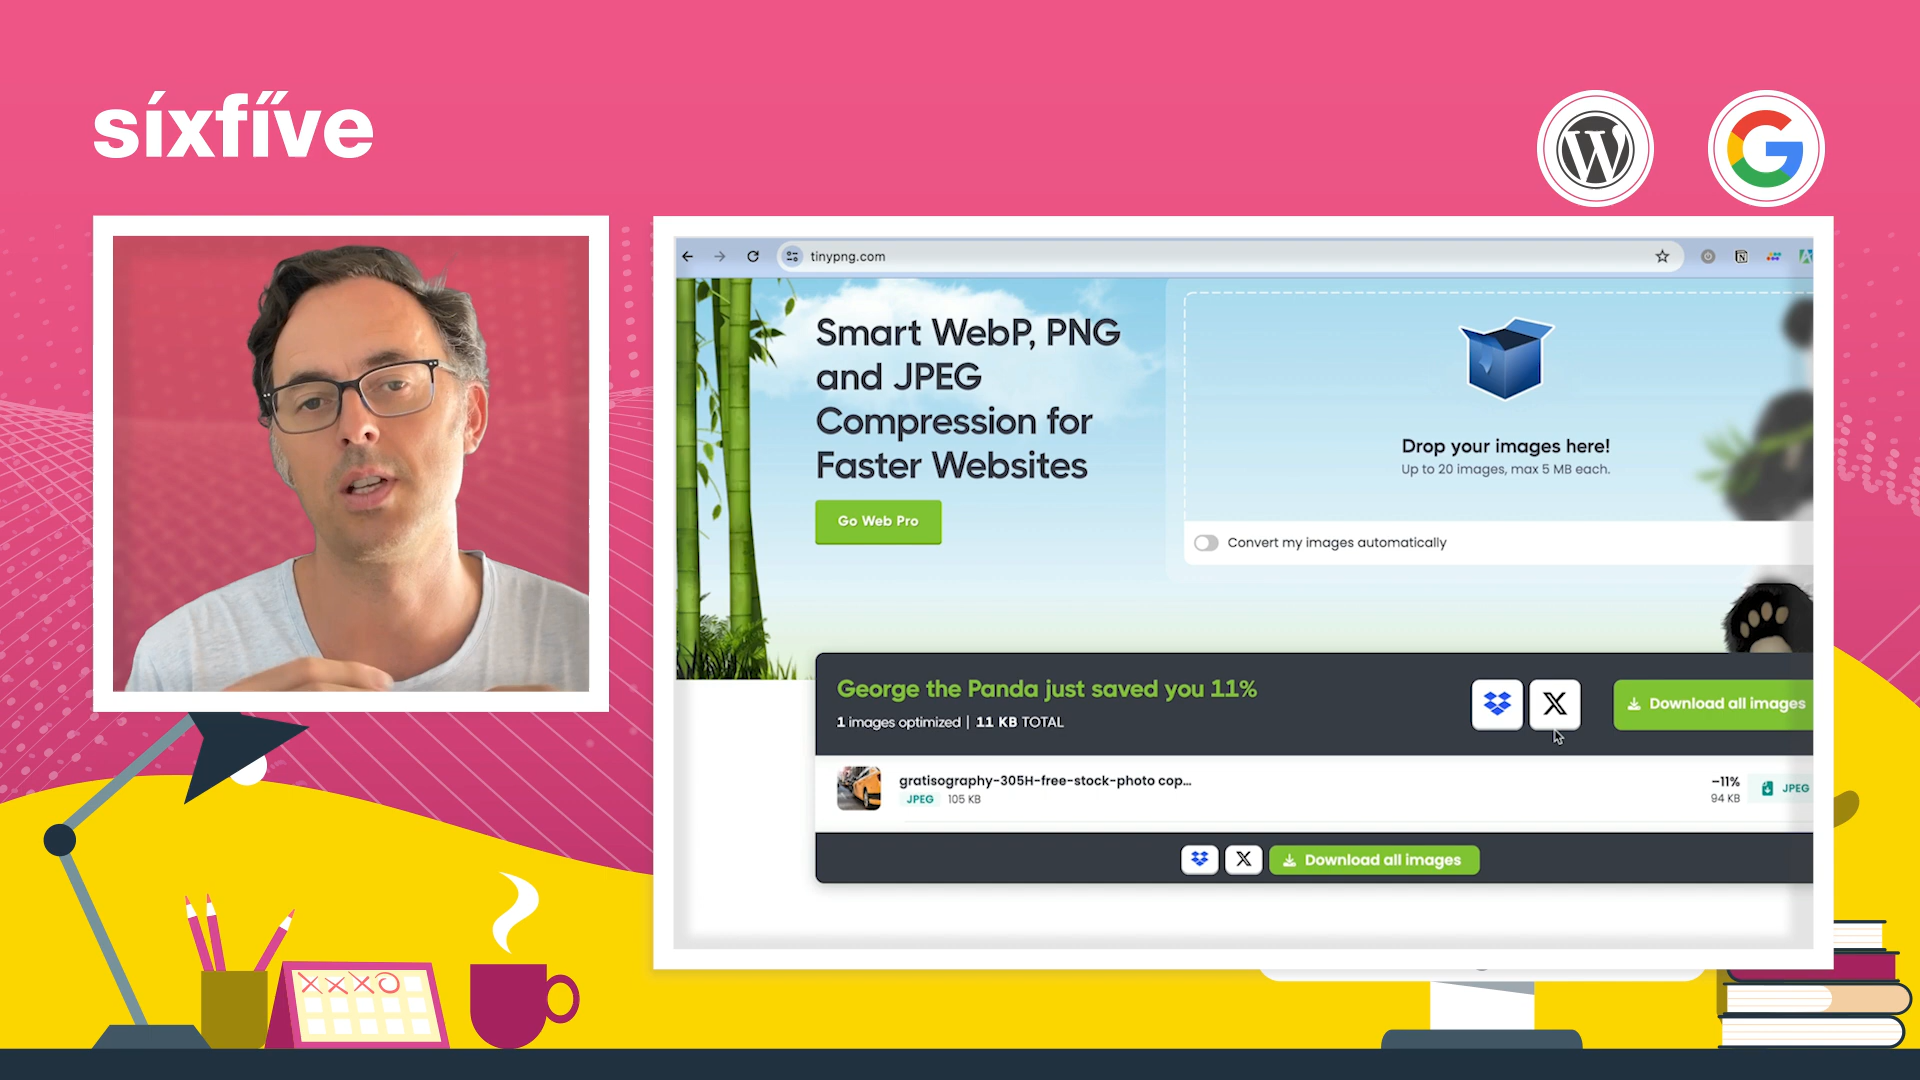 síxfíve
tinypng.com
Smart WebP, PNG
and JPEG
Compression for
Faster Websites
Go Web Pro
Drop your images here!
Up to 20 images, max 5 MB each.
Convert my images automatically
George the Panda just saved you 11%
1 images optimized | 11 KB TOTAL
Download all images
gratisography-305H-free-stock-photo cop...
JPEG 105 KB
-11%
94 KB
JPEG
Download all images